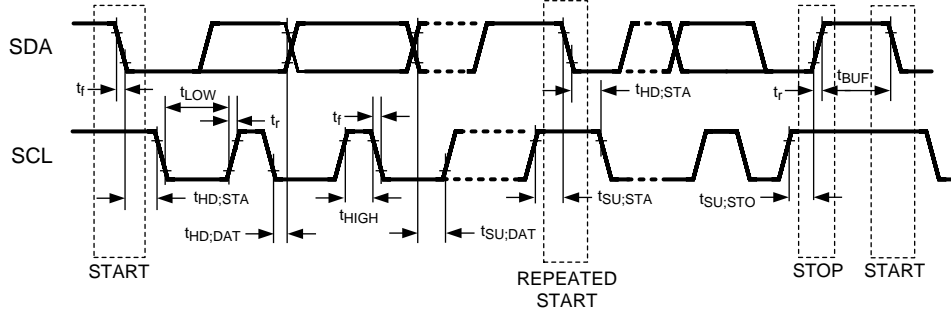 SDA
t_f
t_LOW
t_r
t_f
t_HD;STA
t_r
t_BUF
SCL
t_HD;STA
t_HD;DAT
t_HIGH
t_SU;DAT
t_SU;STA
t_SU;STO
START
REPEATED
START
STOP
START